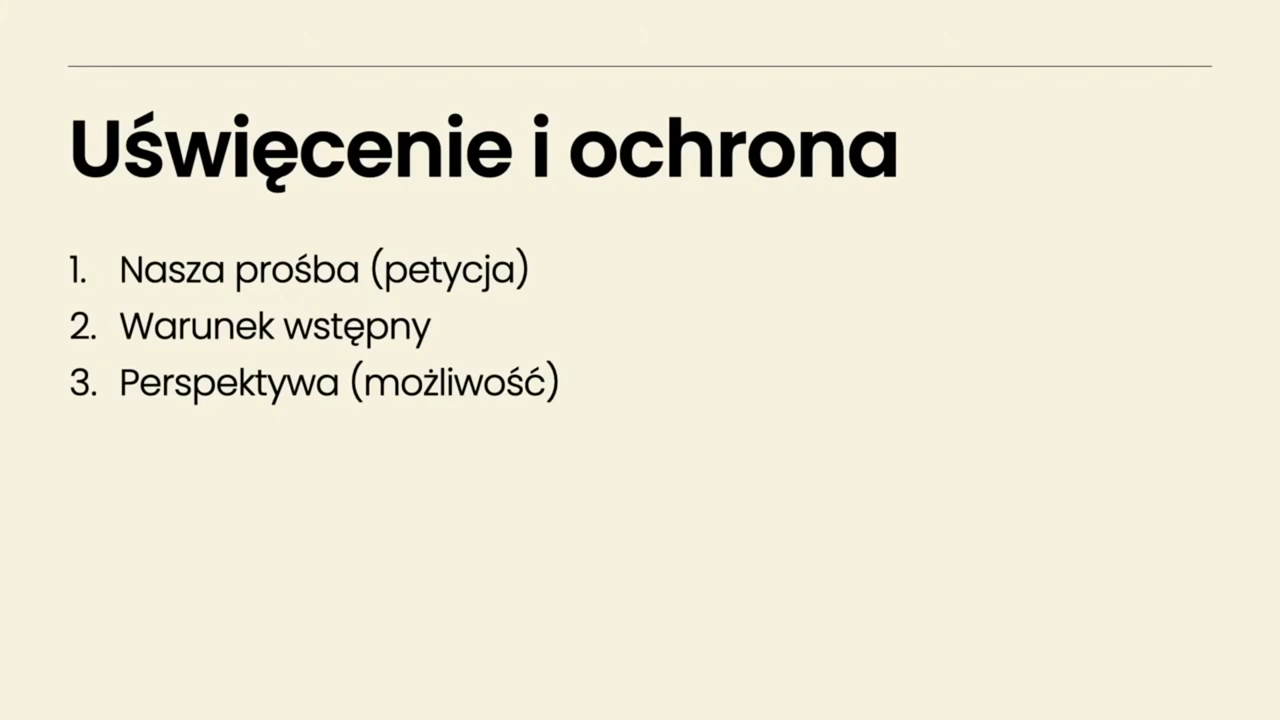 Uświęcenie i ochrona
1. Nasza prośba (petycja)
2. Warunek wstępny
3. Perspektywa (możliwość)